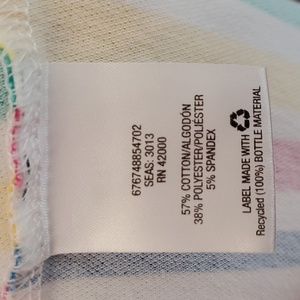 676748854702
SEAS: 3013
RN 42000
57% COTTON/ALGODÓN
38% POLYESTER/POLIÉSTER
5% SPANDEX
LABEL MADE WITH
Recycled (100%) BOTTLE MATERIAL